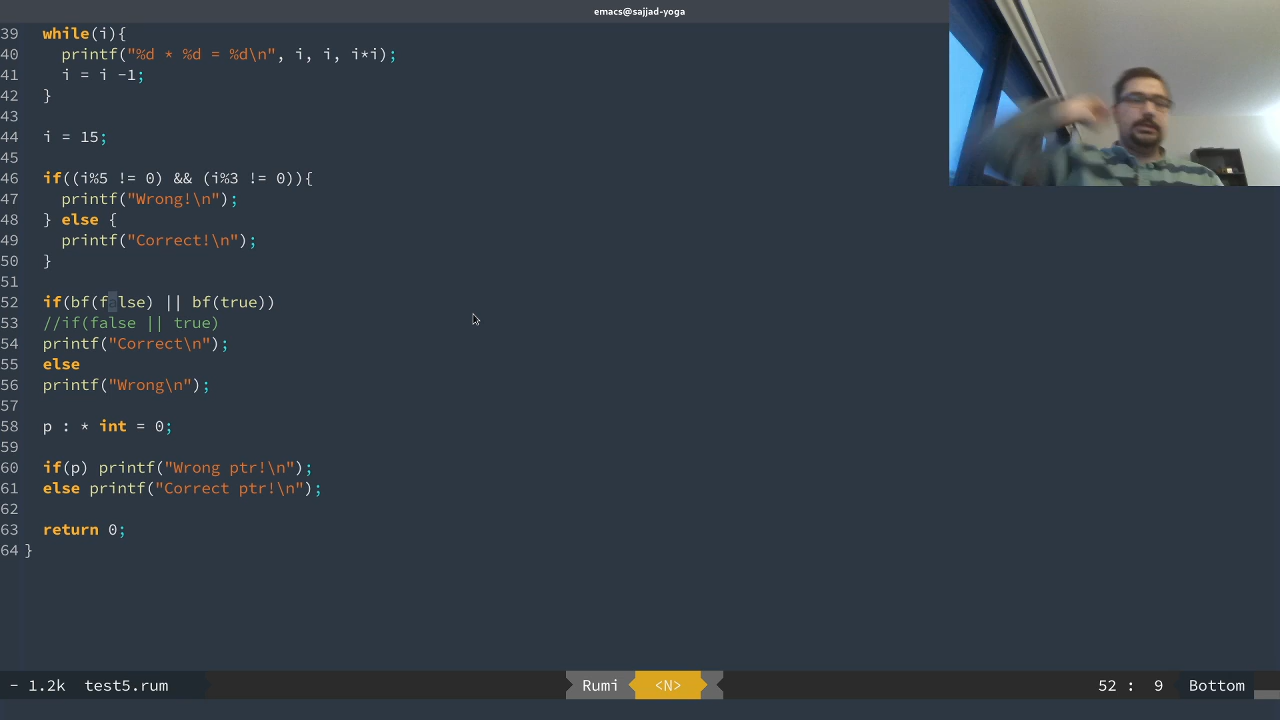 emacs@sajjad-yoga
39 while(i){
40 printf("%d * %d = %d\n", i, i, i*i);
41 i = i -1;
42 }
43
44 i = 15;
45
46 if((i%5 != 0) && (i%3 != 0)){
47 printf("Wrong!\n");
48 } else {
49 printf("Correct!\n");
50 }
51
52 if(bf(false) || bf(true))
53 //if(false || true)
54 printf("Correct\n");
55 else
56 printf("Wrong\n");
57
58 p : * int = 0;
59
60 if(p) printf("Wrong ptr!\n");
61 else printf("Correct ptr!\n");
62
63 return 0;
64 }
- 1.2k test5.rum Rumi <N> 52 : 9 Bottom